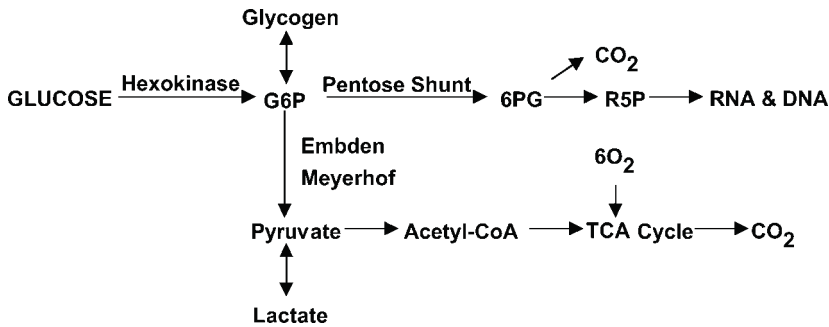 Glycogen
CO2
Hexokinase
Pentose Shunt
GLUCOSE
G6P
6PG
R5P
RNA & DNA
Embden
Meyerhof
6O2
Pyruvate
Acetyl-CoA
TCA Cycle
CO2
Lactate